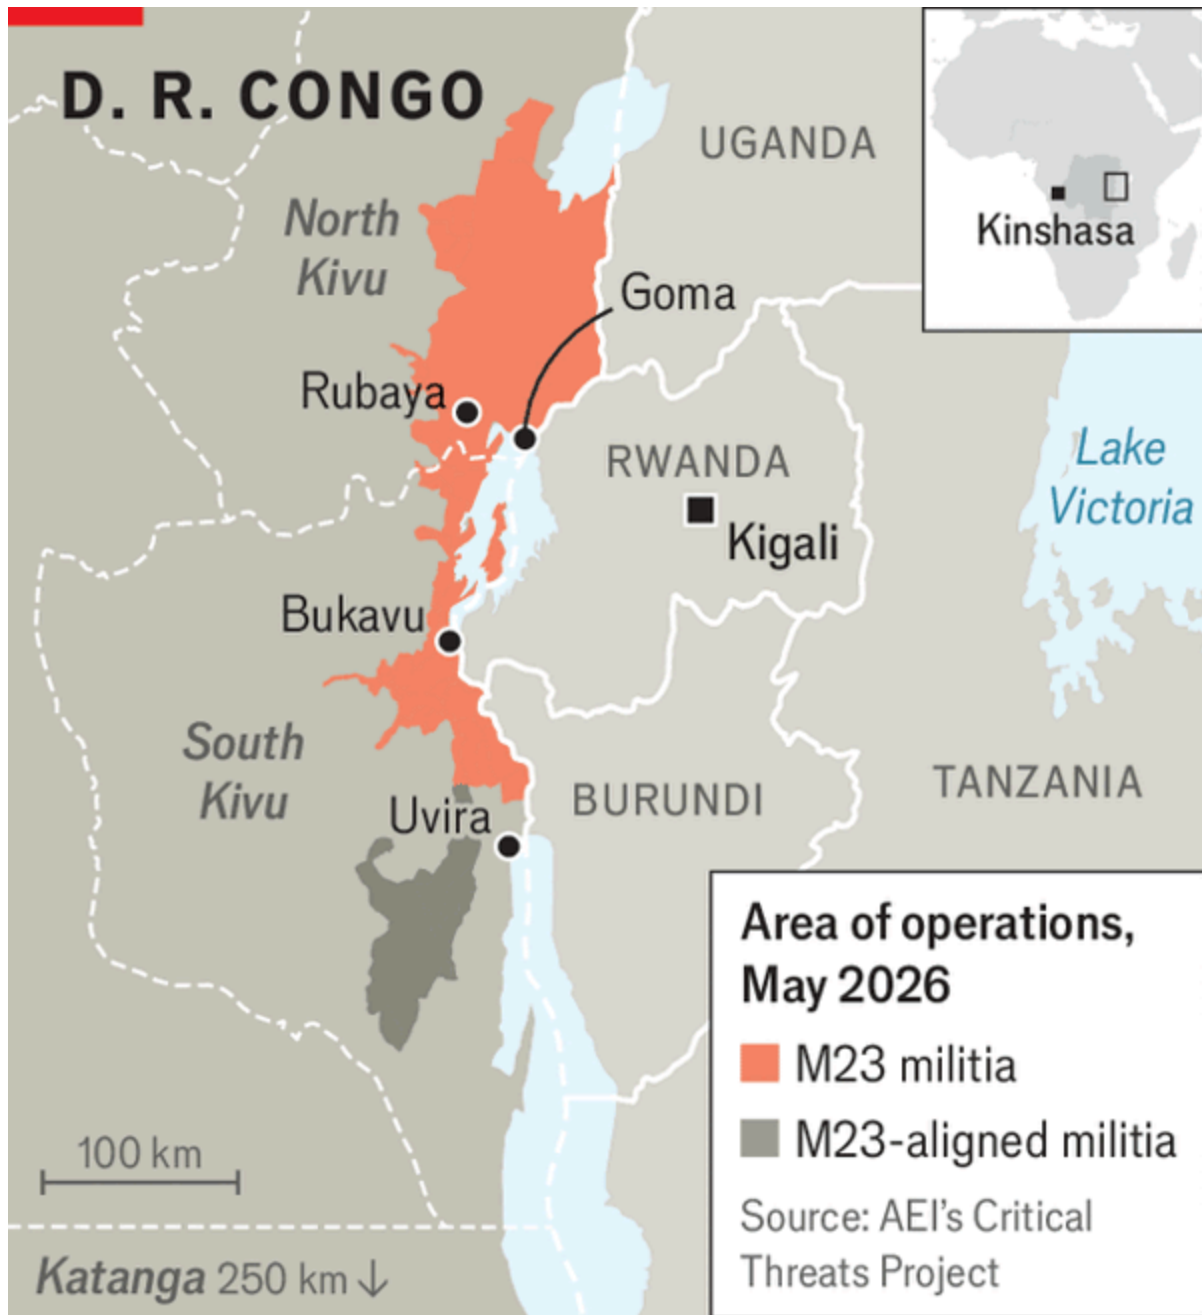 D. R. CONGO
UGANDA
Kinshasa
North
Kivu
Goma
Rubaya
RWANDA
Kigali
Lake
Victoria
Bukavu
South
Kivu
Uvira
BURUNDI
TANZANIA
Area of operations,
May 2026
M23 militia
M23-aligned militia
Source: AEI’s Critical
Threats Project
100 km
Katanga 250 km ↓